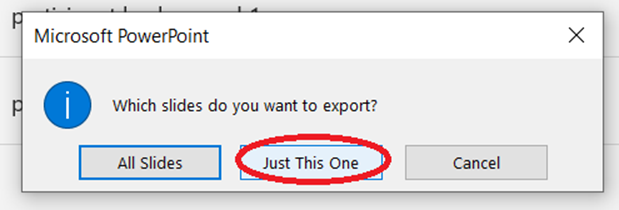 Microsoft PowerPoint
Which slides do you want to export?
All Slides
Just This One
Cancel